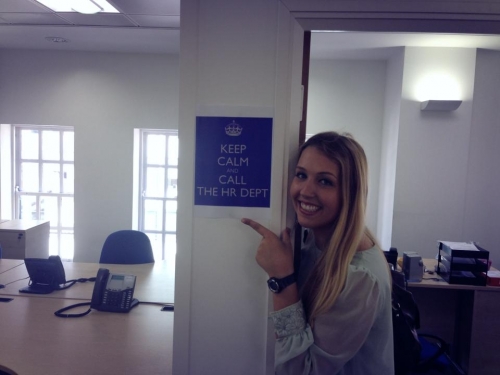 KEEP
CALM
AND
CALL
THE HR DEPT